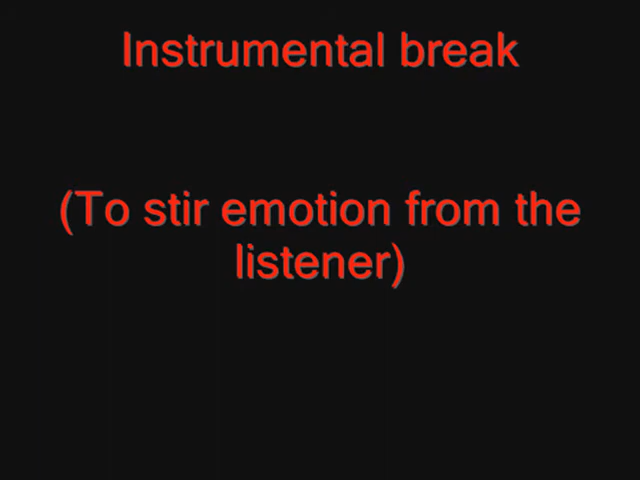 Instrumental break
(To stir emotion from the
listener)